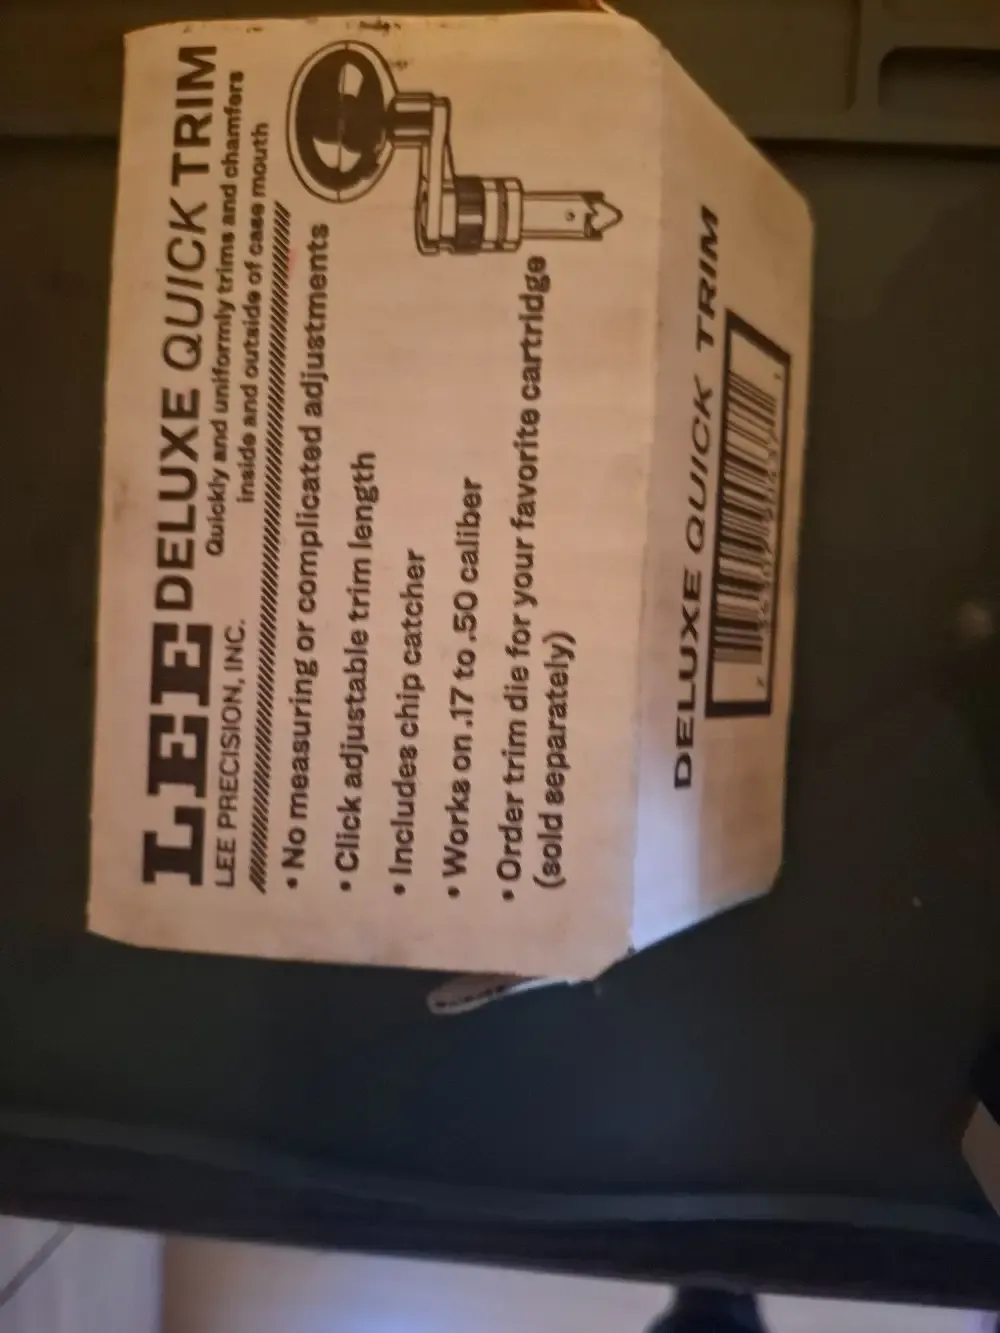 LEE DELUXE QUICK TRIM
LEE PRECISION, INC.
Quickly and uniformly trims and chamfers
inside and outside of case mouth
• No measuring or complicated adjustments
• Click adjustable trim length
• Includes chip catcher
• Works on .17 to .50 caliber
• Order trim die for your favorite cartridge
(sold separately)
DELUXE QUICK TRIM